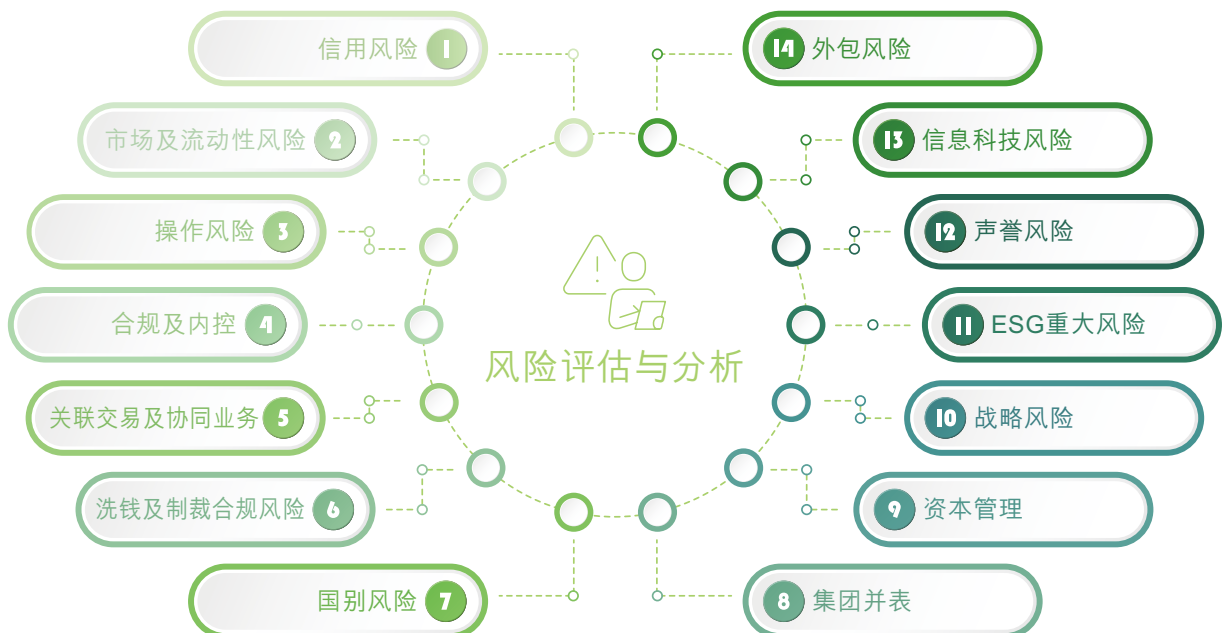 信用风险 1
市场及流动性风险 2
操作风险 3
合规及内控 4
关联交易及协同业务 5
洗钱及制裁合规风险 6
国别风险 7
风险评估与分析
14 外包风险
13 信息科技风险
12 声誉风险
11 ESG重大风险
10 战略风险
9 资本管理
8 集团并表